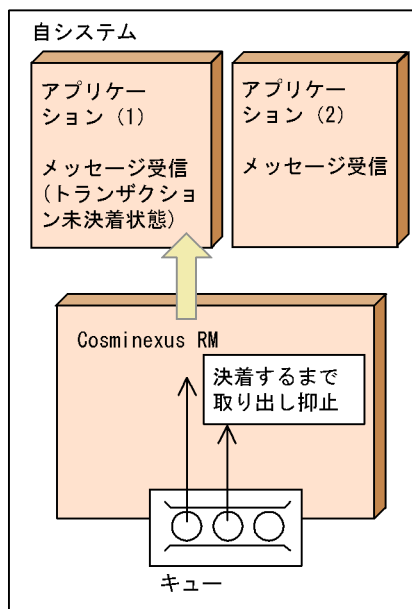 自システム
アプリケー
ション(1)
メッセージ受信
(トランザクショ
ン未決着状態)
アプリケー
ション(2)
メッセージ受信
Cosminexus RM
決着するまで
取り出し抑止
キュー